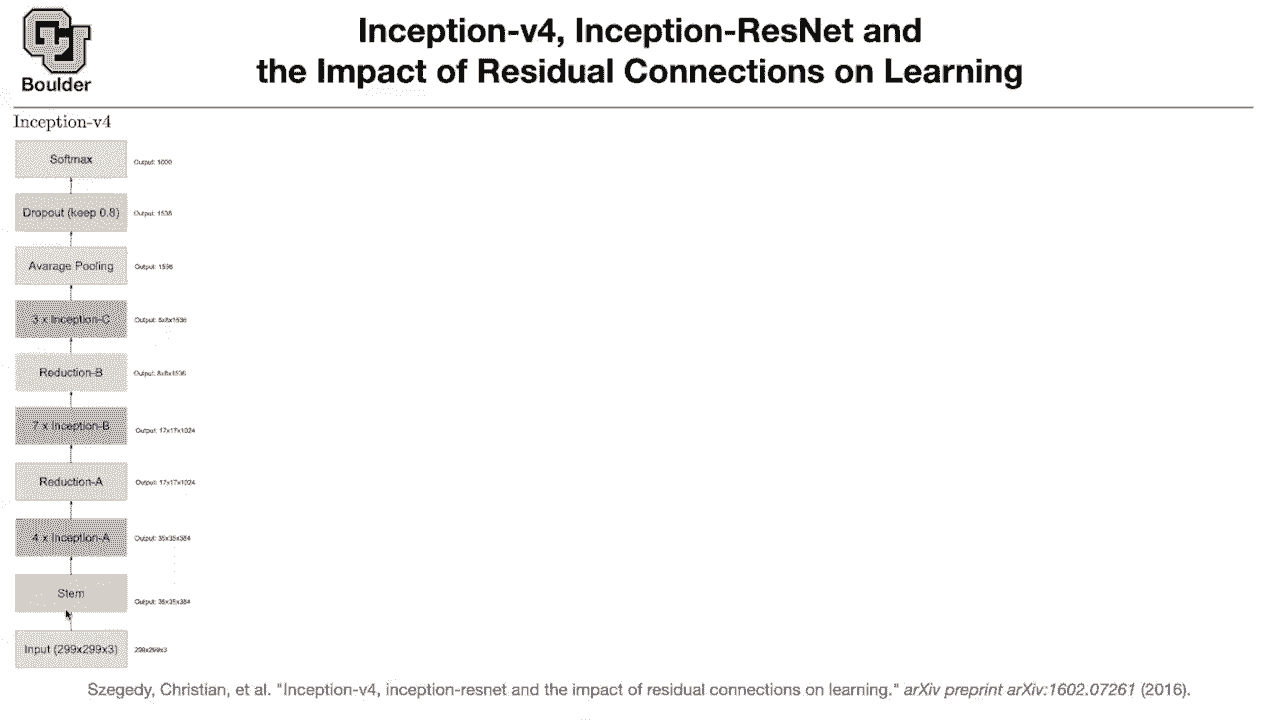 Boulder
Inception-v4, Inception-ResNet and
the Impact of Residual Connections on Learning
Inception-v4
Softmax
Output: 1000
Dropout (keep 0.8)
Output: 1536
Avarage Pooling
Output: 1536
3 x Inception-C
Output: 8x8x1536
Reduction-B
Output: 8x8x1536
7 x Inception-B
Output: 17x17x1024
Reduction-A
Output: 17x17x1024
4 x Inception-A
Output: 35x35x384
Stem
Output: 35x35x384
Input (299x299x3)
299x299x3
Szegedy, Christian, et al. "Inception-v4, inception-resnet and the impact of residual connections on learning." arXiv preprint arXiv:1602.07261 (2016).